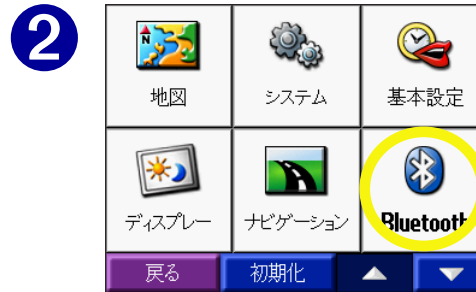 2
N
地図 システム 基本設定
ディスプレー ナビゲーション Bluetooth
戻る 初期化